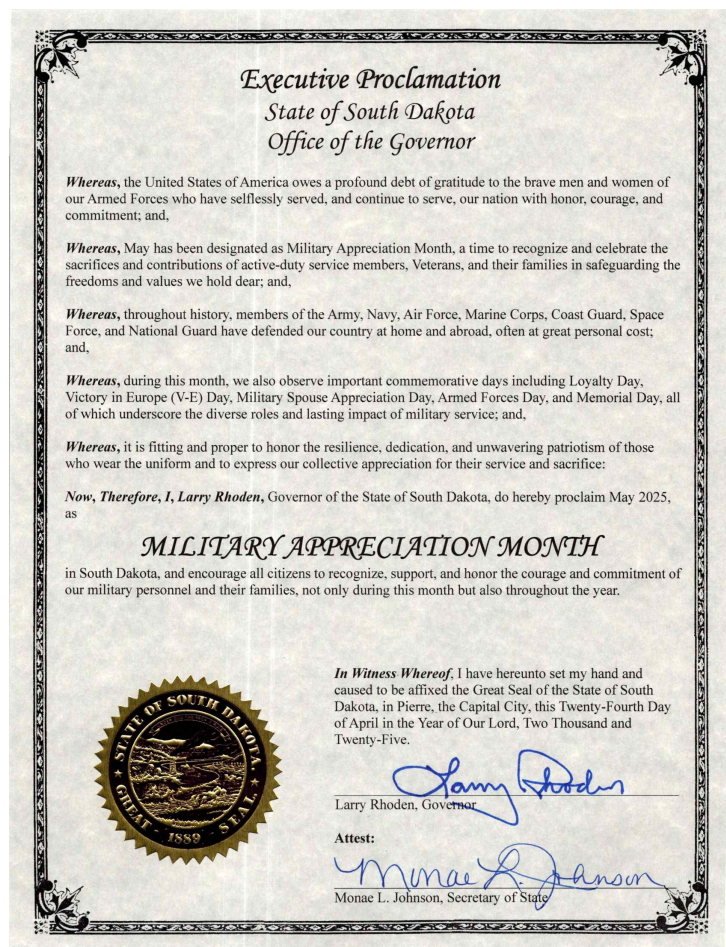 Executive Proclamation
State of South Dakota
Office of the Governor
Whereas, the United States of America owes a profound debt of gratitude to the brave men and women of
our Armed Forces who have selflessly served, and continue to serve, our nation with honor, courage, and
commitment; and,
Whereas, May has been designated as Military Appreciation Month, a time to recognize and celebrate the
sacrifices and contributions of active-duty service members, Veterans, and their families in safeguarding the
freedoms and values we hold dear; and,
Whereas, throughout history, members of the Army, Navy, Air Force, Marine Corps, Coast Guard, Space
Force, and National Guard have defended our country at home and abroad, often at great personal cost;
and,
Whereas, during this month, we also observe important commemorative days including Loyalty Day,
Victory in Europe (V-E) Day, Military Spouse Appreciation Day, Armed Forces Day, and Memorial Day, all
of which underscore the diverse roles and lasting impact of military service; and,
Whereas, it is fitting and proper to honor the resilience, dedication, and unwavering patriotism of those
who wear the uniform and to express our collective appreciation for their service and sacrifice:
Now, Therefore, I, Larry Rhoden, Governor of the State of South Dakota, do hereby proclaim May 2025,
as
MILITARY APPRECIATION MONTH
in South Dakota, and encourage all citizens to recognize, support, and honor the courage and commitment of
our military personnel and their families, not only during this month but also throughout the year.
In Witness Whereof, I have hereunto set my hand and
caused to be affixed the Great Seal of the State of South
Dakota, in Pierre, the Capital City, this Twenty-Fourth Day
of April in the Year of Our Lord, Two Thousand and
Twenty-Five.
Larry Rhoden
Larry Rhoden, Governor
Attest:
Monae L. Johnson
Monae L. Johnson, Secretary of State
STATE OF SOUTH DAKOTA
GREAT SEAL
1889